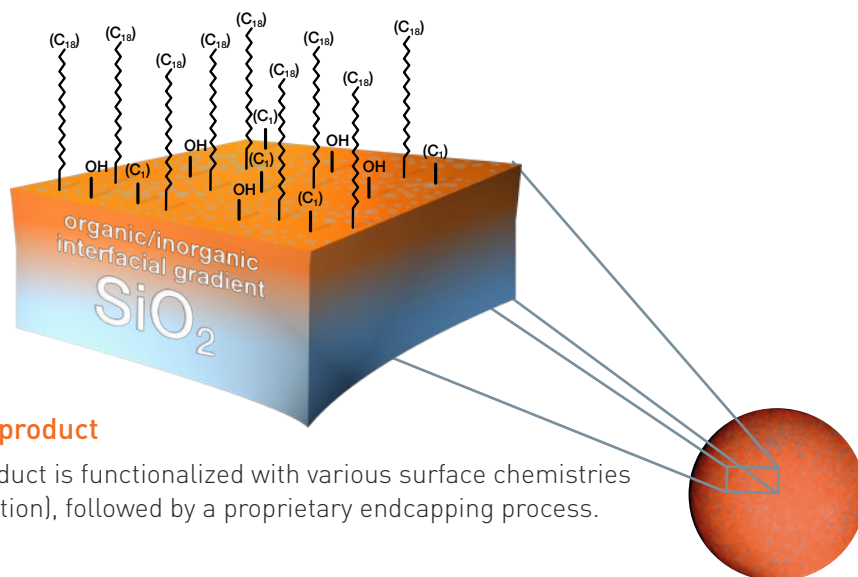 (C₁₈) (C₁₈) (C₁₈) (C₁₈) (C₁₈) (C₁₈) (C₁₈) (C₁₈) (C₁₈)
(C₁)
OH OH
OH (C₁) (C₁) OH (C₁)
OH (C₁)
organic/inorganic
interfacial gradient
SiO₂
product
duct is functionalized with various surface chemistries
tion), followed by a proprietary endcapping process.